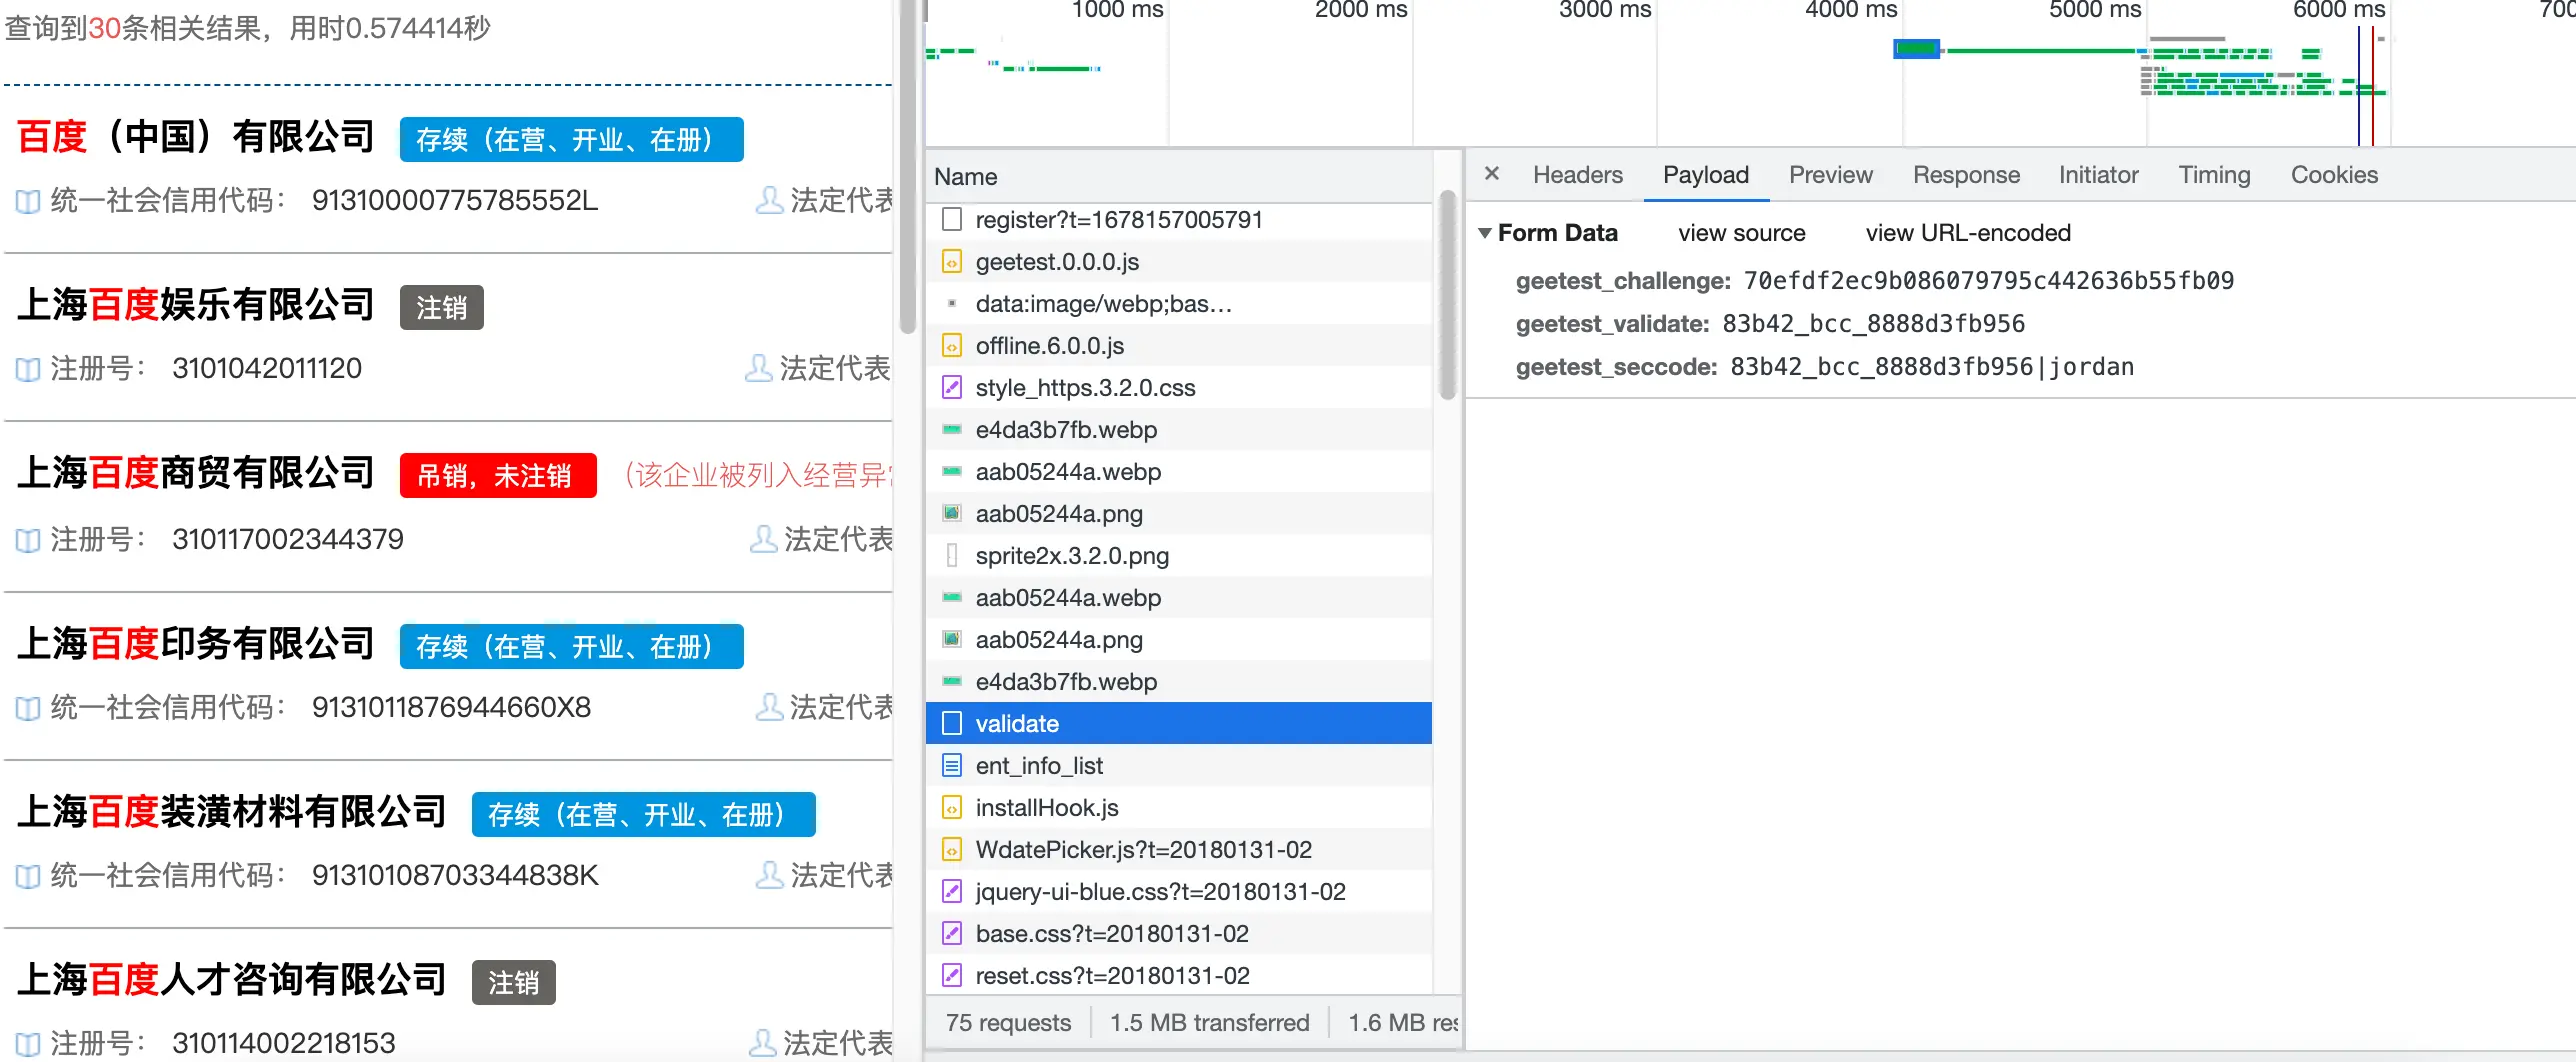 查询到30条相关结果，用时0.574414秒
百度（中国）有限公司 存续（在营、开业、在册）
统一社会信用代码： 91310000775785552L 法定代表
上海百度娱乐有限公司 注销
注册号： 3101042011120 法定代表
上海百度商贸有限公司 吊销，未注销 （该企业被列入经营异常
注册号： 310117002344379 法定代表
上海百度印务有限公司 存续（在营、开业、在册）
统一社会信用代码： 9131011876944660X8 法定代表
上海百度装潢材料有限公司 存续（在营、开业、在册）
统一社会信用代码： 91310108703344838K 法定代表
上海百度人才咨询有限公司 注销
注册号： 310114002218153 法定代表
1000 ms 2000 ms 3000 ms 4000 ms 5000 ms 6000 ms 700
Name
register?t=1678157005791
geetest.0.0.0.js
data:image/webp;bas…
offline.6.0.0.js
style_https.3.2.0.css
e4da3b7fb.webp
aab05244a.webp
aab05244a.png
sprite2x.3.2.0.png
aab05244a.webp
aab05244a.png
e4da3b7fb.webp
validate
ent_info_list
installHook.js
WdatePicker.js?t=20180131-02
jquery-ui-blue.css?t=20180131-02
base.css?t=20180131-02
reset.css?t=20180131-02
75 requests 1.5 MB transferred 1.6 MB res
× Headers Payload Preview Response Initiator Timing Cookies
▼ Form Data view source view URL-encoded
geetest_challenge: 70efdf2ec9b086079795c442636b55fb09
geetest_validate: 83b42_bcc_8888d3fb956
geetest_seccode: 83b42_bcc_8888d3fb956|jordan